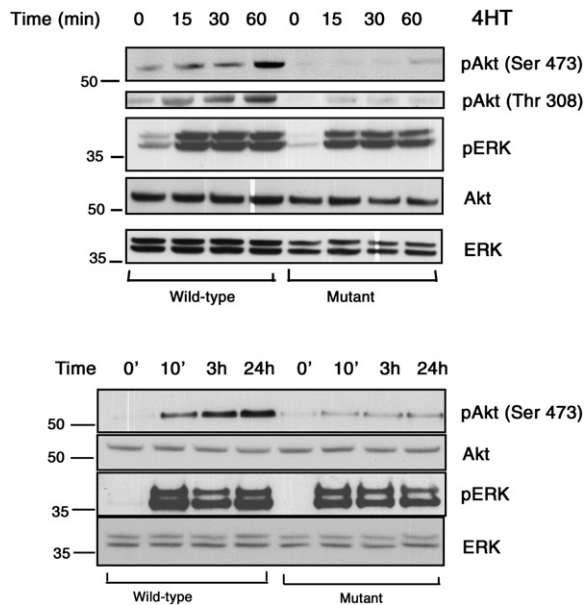 Time (min) 0 15 30 60 0 15 30 60 4HT
pAkt (Ser 473)
50
pAkt (Thr 308)
pERK
35
Akt
50
ERK
35
Wild-type Mutant
Time 0' 10' 3h 24h 0' 10' 3h 24h
pAkt (Ser 473)
50
Akt
50
pERK
35
ERK
35
Wild-type Mutant